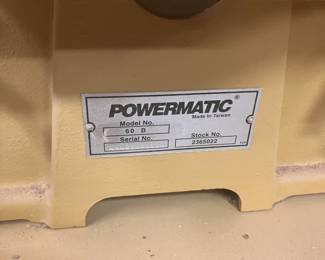 POWERMATIC®
Made in Taiwan
Model No.
60 B
Serial No.
Stock No.
2365022